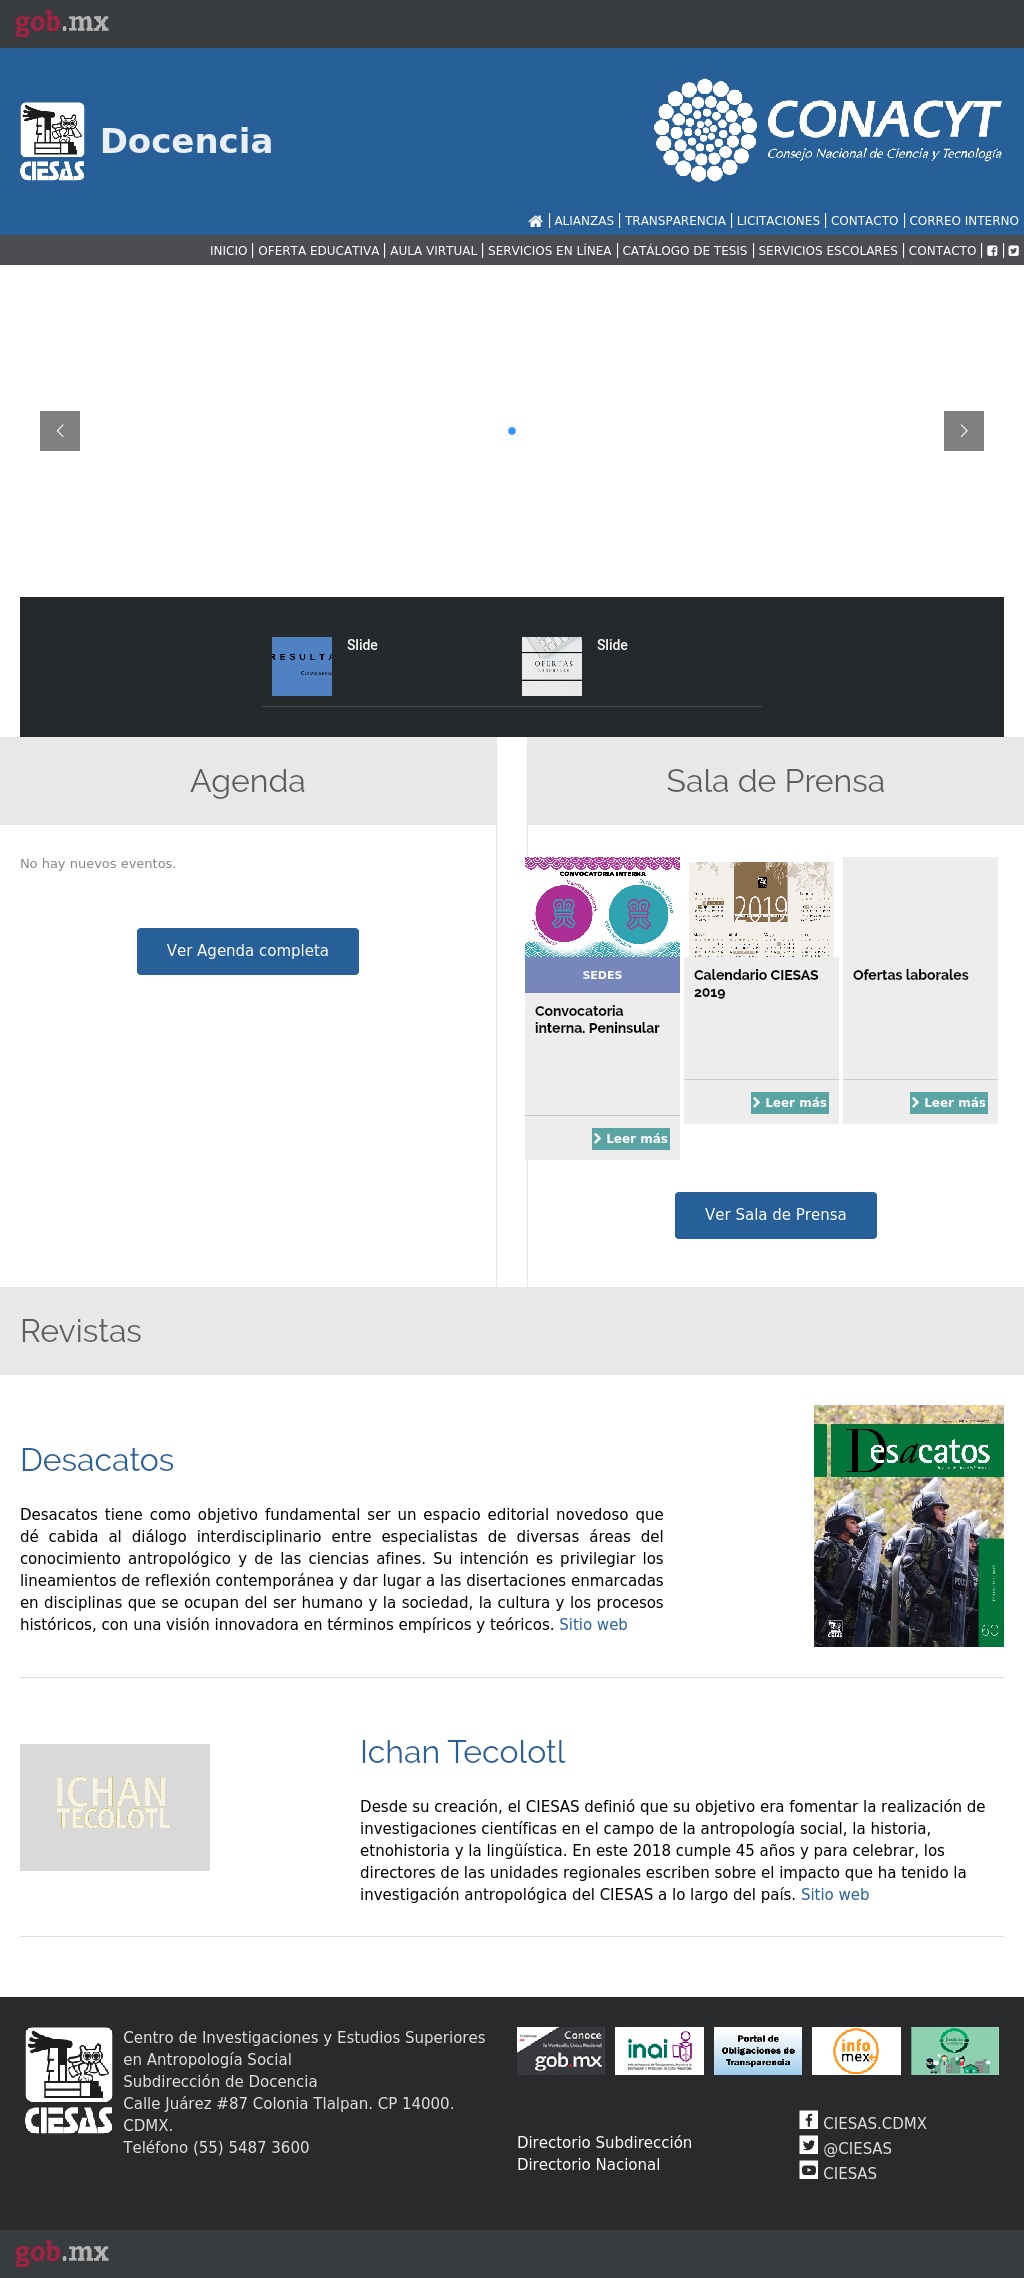 gob.mx
CIESAS
Docencia
CONACYT
Consejo Nacional de Ciencia y Tecnología
ALIANZAS | TRANSPARENCIA | LICITACIONES | CONTACTO | CORREO INTERNO
INICIO | OFERTA EDUCATIVA | AULA VIRTUAL | SERVICIOS EN LÍNEA | CATÁLOGO DE TESIS | SERVICIOS ESCOLARES | CONTACTO
RESULTA
Slide
OFERTAS
LABORALES
Slide
Agenda
Sala de Prensa
No hay nuevos eventos.
Ver Agenda completa
CONVOCATORIA INTERNA
2019
SEDES
Convocatoria
interna. Peninsular
Leer más
Calendario CIESAS
2019
Leer más
Ofertas laborales
Leer más
Ver Sala de Prensa
Revistas
Desacatos
Desacatos tiene como objetivo fundamental ser un espacio editorial novedoso que
dé cabida al diálogo interdisciplinario entre especialistas de diversas áreas del
conocimiento antropológico y de las ciencias afines. Su intención es privilegiar los
lineamientos de reflexión contemporánea y dar lugar a las disertaciones enmarcadas
en disciplinas que se ocupan del ser humano y la sociedad, la cultura y los procesos
históricos, con una visión innovadora en términos empíricos y teóricos. Sitio web
Desacatos
60
ICHAN
TECOLOTL
Ichan Tecolotl
Desde su creación, el CIESAS definió que su objetivo era fomentar la realización de
investigaciones científicas en el campo de la antropología social, la historia,
etnohistoria y la lingüística. En este 2018 cumple 45 años y para celebrar, los
directores de las unidades regionales escriben sobre el impacto que ha tenido la
investigación antropológica del CIESAS a lo largo del país. Sitio web
CIESAS
Centro de Investigaciones y Estudios Superiores
en Antropología Social
Subdirección de Docencia
Calle Juárez #87 Colonia Tlalpan. CP 14000.
CDMX.
Teléfono (55) 5487 3600
Conoce
la Ventanilla Única Nacional
gob.mx
inai
Portal de
Obligaciones de
Transparencia
info
mex
Directorio Subdirección
Directorio Nacional
CIESAS.CDMX
@CIESAS
CIESAS
gob.mx